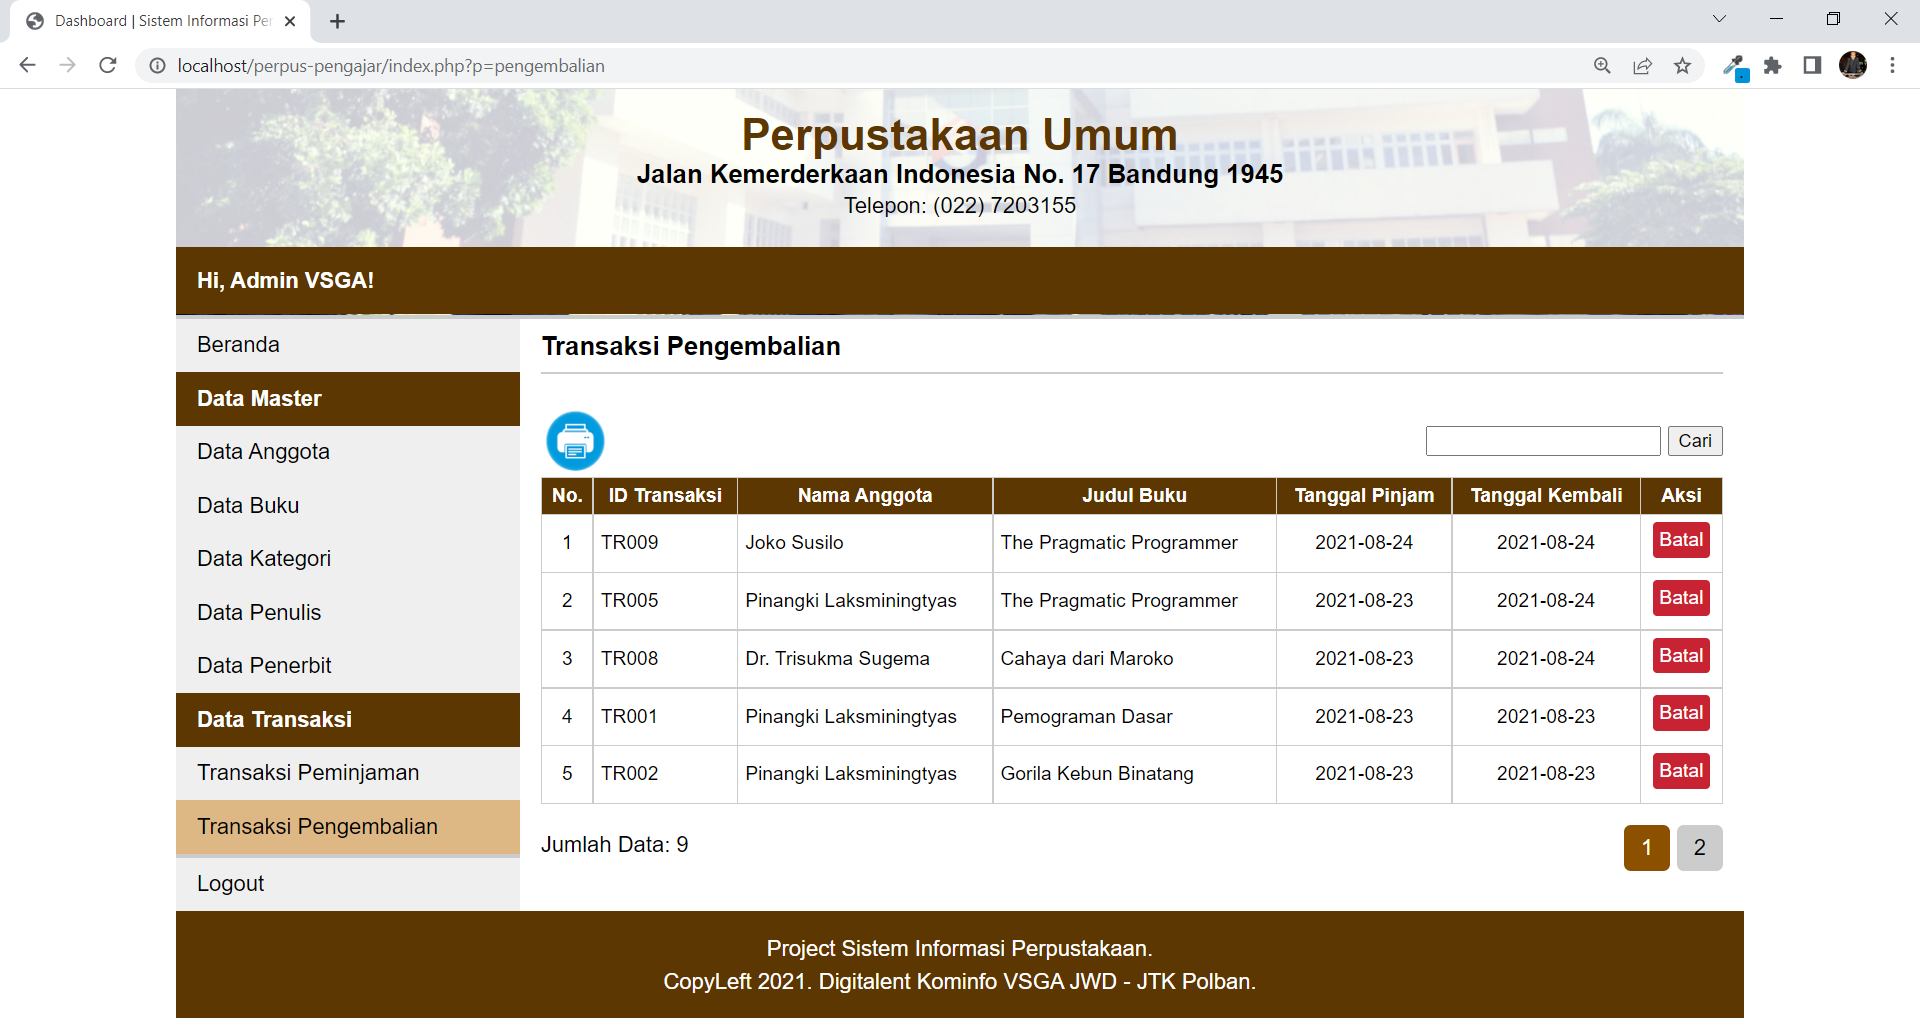 Dashboard | Sistem Informasi Per
localhost/perpus-pengajar/index.php?p=pengembalian
Perpustakaan Umum
Jalan Kemerderkaan Indonesia No. 17 Bandung 1945
Telepon: (022) 7203155
Hi, Admin VSGA!
Beranda
Data Master
Data Anggota
Data Buku
Data Kategori
Data Penulis
Data Penerbit
Data Transaksi
Transaksi Peminjaman
Transaksi Pengembalian
Logout
Transaksi Pengembalian
Cari
No. ID Transaksi Nama Anggota Judul Buku Tanggal Pinjam Tanggal Kembali Aksi
1 TR009 Joko Susilo The Pragmatic Programmer 2021-08-24 2021-08-24 Batal
2 TR005 Pinangki Laksminingtyas The Pragmatic Programmer 2021-08-23 2021-08-24 Batal
3 TR008 Dr. Trisukma Sugema Cahaya dari Maroko 2021-08-23 2021-08-24 Batal
4 TR001 Pinangki Laksminingtyas Pemograman Dasar 2021-08-23 2021-08-23 Batal
5 TR002 Pinangki Laksminingtyas Gorila Kebun Binatang 2021-08-23 2021-08-23 Batal
Jumlah Data: 9
1 2
Project Sistem Informasi Perpustakaan.
CopyLeft 2021. Digitalent Kominfo VSGA JWD - JTK Polban.